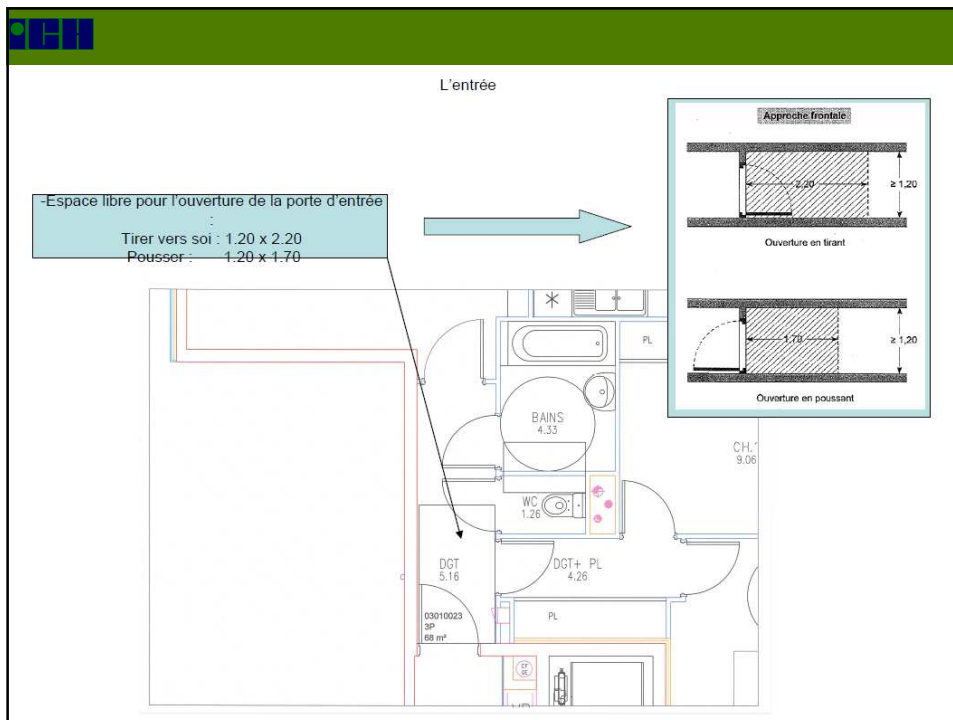 iCH
L'entrée
-Espace libre pour l'ouverture de la porte d'entrée
:
Tirer vers soi : 1.20 x 2.20
Pousser : 1.20 x 1.70
Approche frontale
2,20
≥ 1,20
Ouverture en tirant
1.70
≥ 1,20
Ouverture en poussant
PL
BAINS
4.33
CH.
9.06
WC
1.26
DGT
5.16
DGT+ PL
4.26
03010023
3P
68 m²
PL